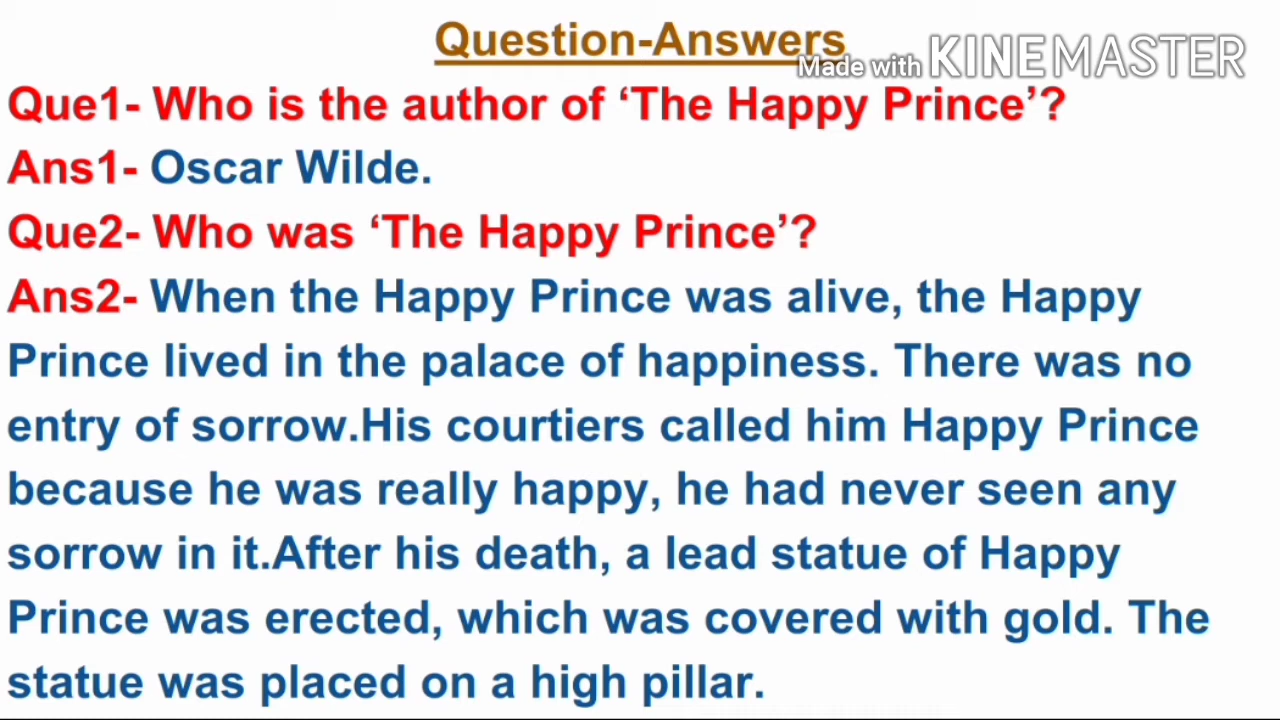 Question-Answers
Made with KINEMASTER
Que1- Who is the author of ‘The Happy Prince’?
Ans1- Oscar Wilde.
Que2- Who was ‘The Happy Prince’?
Ans2- When the Happy Prince was alive, the Happy
Prince lived in the palace of happiness. There was no
entry of sorrow.His courtiers called him Happy Prince
because he was really happy, he had never seen any
sorrow in it.After his death, a lead statue of Happy
Prince was erected, which was covered with gold. The
statue was placed on a high pillar.